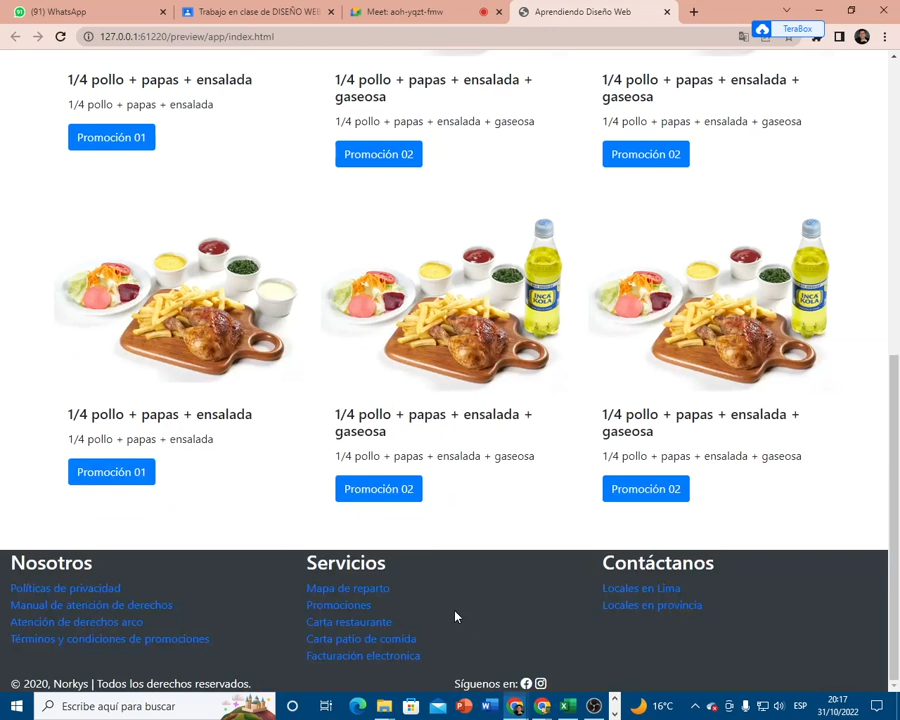 (91) WhatsApp
Trabajo en clase de DISEÑO WEB
Meet: aoh-yqzt-fmw
Aprendiendo Diseño Web
127.0.0.1:61220/preview/app/index.html
TeraBox
1/4 pollo + papas + ensalada
1/4 pollo + papas + ensalada
Promoción 01
1/4 pollo + papas + ensalada +
gaseosa
1/4 pollo + papas + ensalada + gaseosa
Promoción 02
1/4 pollo + papas + ensalada +
gaseosa
1/4 pollo + papas + ensalada + gaseosa
Promoción 02
INCA
KOLA
INCA
KOLA
1/4 pollo + papas + ensalada
1/4 pollo + papas + ensalada
Promoción 01
1/4 pollo + papas + ensalada +
gaseosa
1/4 pollo + papas + ensalada + gaseosa
Promoción 02
1/4 pollo + papas + ensalada +
gaseosa
1/4 pollo + papas + ensalada + gaseosa
Promoción 02
Nosotros
Políticas de privacidad
Manual de atención de derechos
Atención de derechos arco
Términos y condiciones de promociones
Servicios
Mapa de reparto
Promociones
Carta restaurante
Carta patio de comida
Facturación electronica
Contáctanos
Locales en Lima
Locales en provincia
© 2020, Norkys | Todos los derechos reservados.
Síguenos en:
Escribe aquí para buscar
16°C
ESP
20:17
31/10/2022